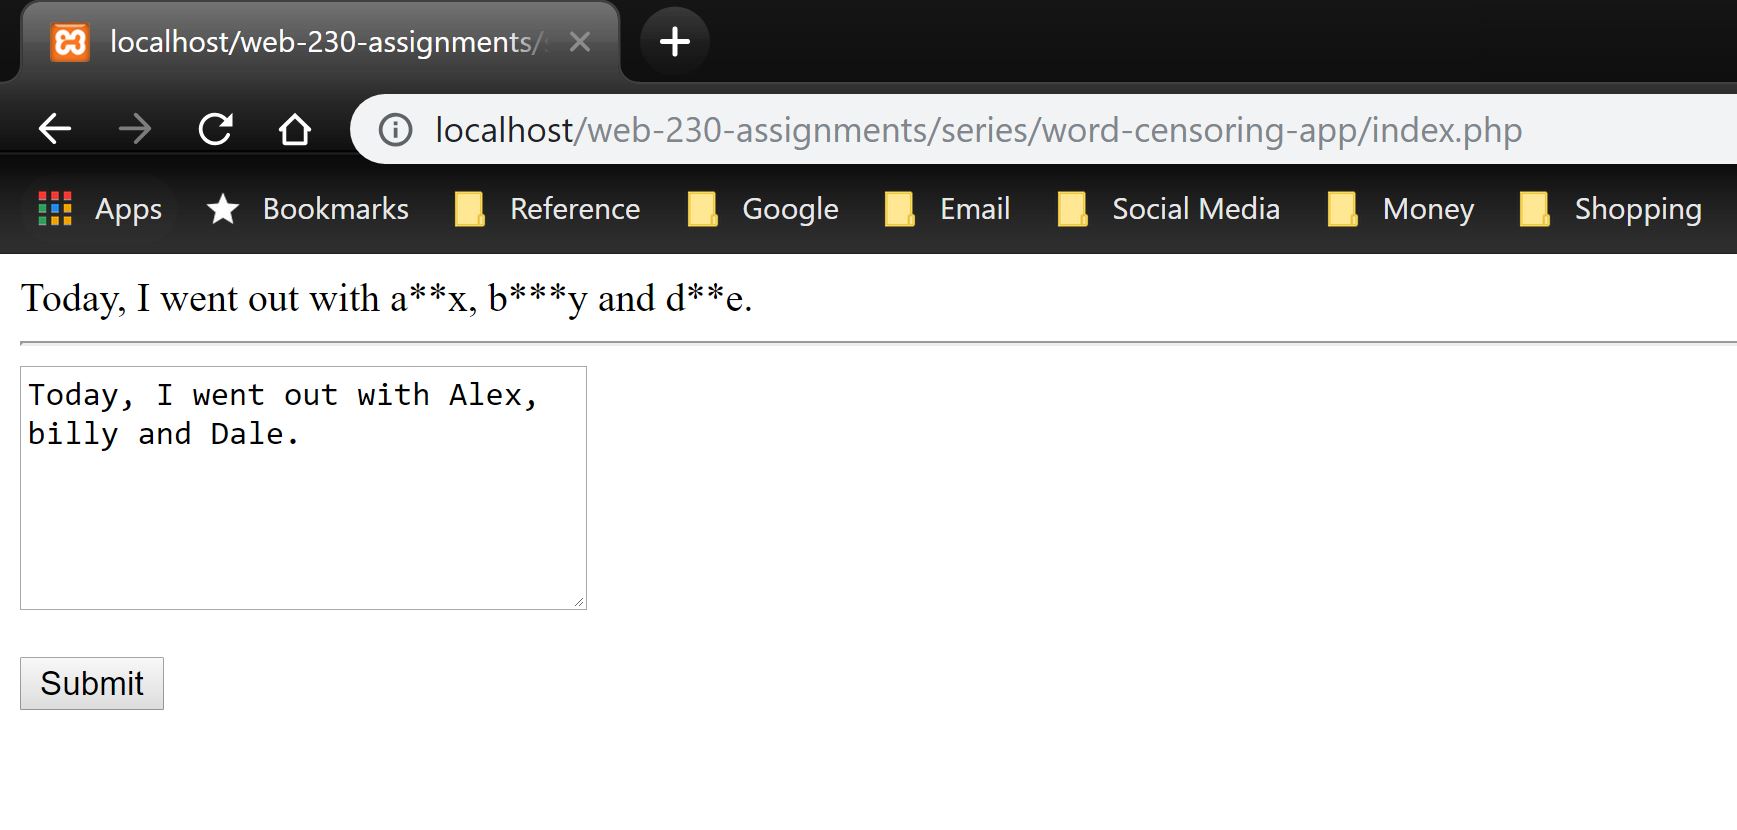 localhost/web-230-assignments/
localhost/web-230-assignments/series/word-censoring-app/index.php
Apps Bookmarks Reference Google Email Social Media Money Shopping
Today, I went out with a**x, b***y and d**e.
Today, I went out with Alex,
billy and Dale.
Submit